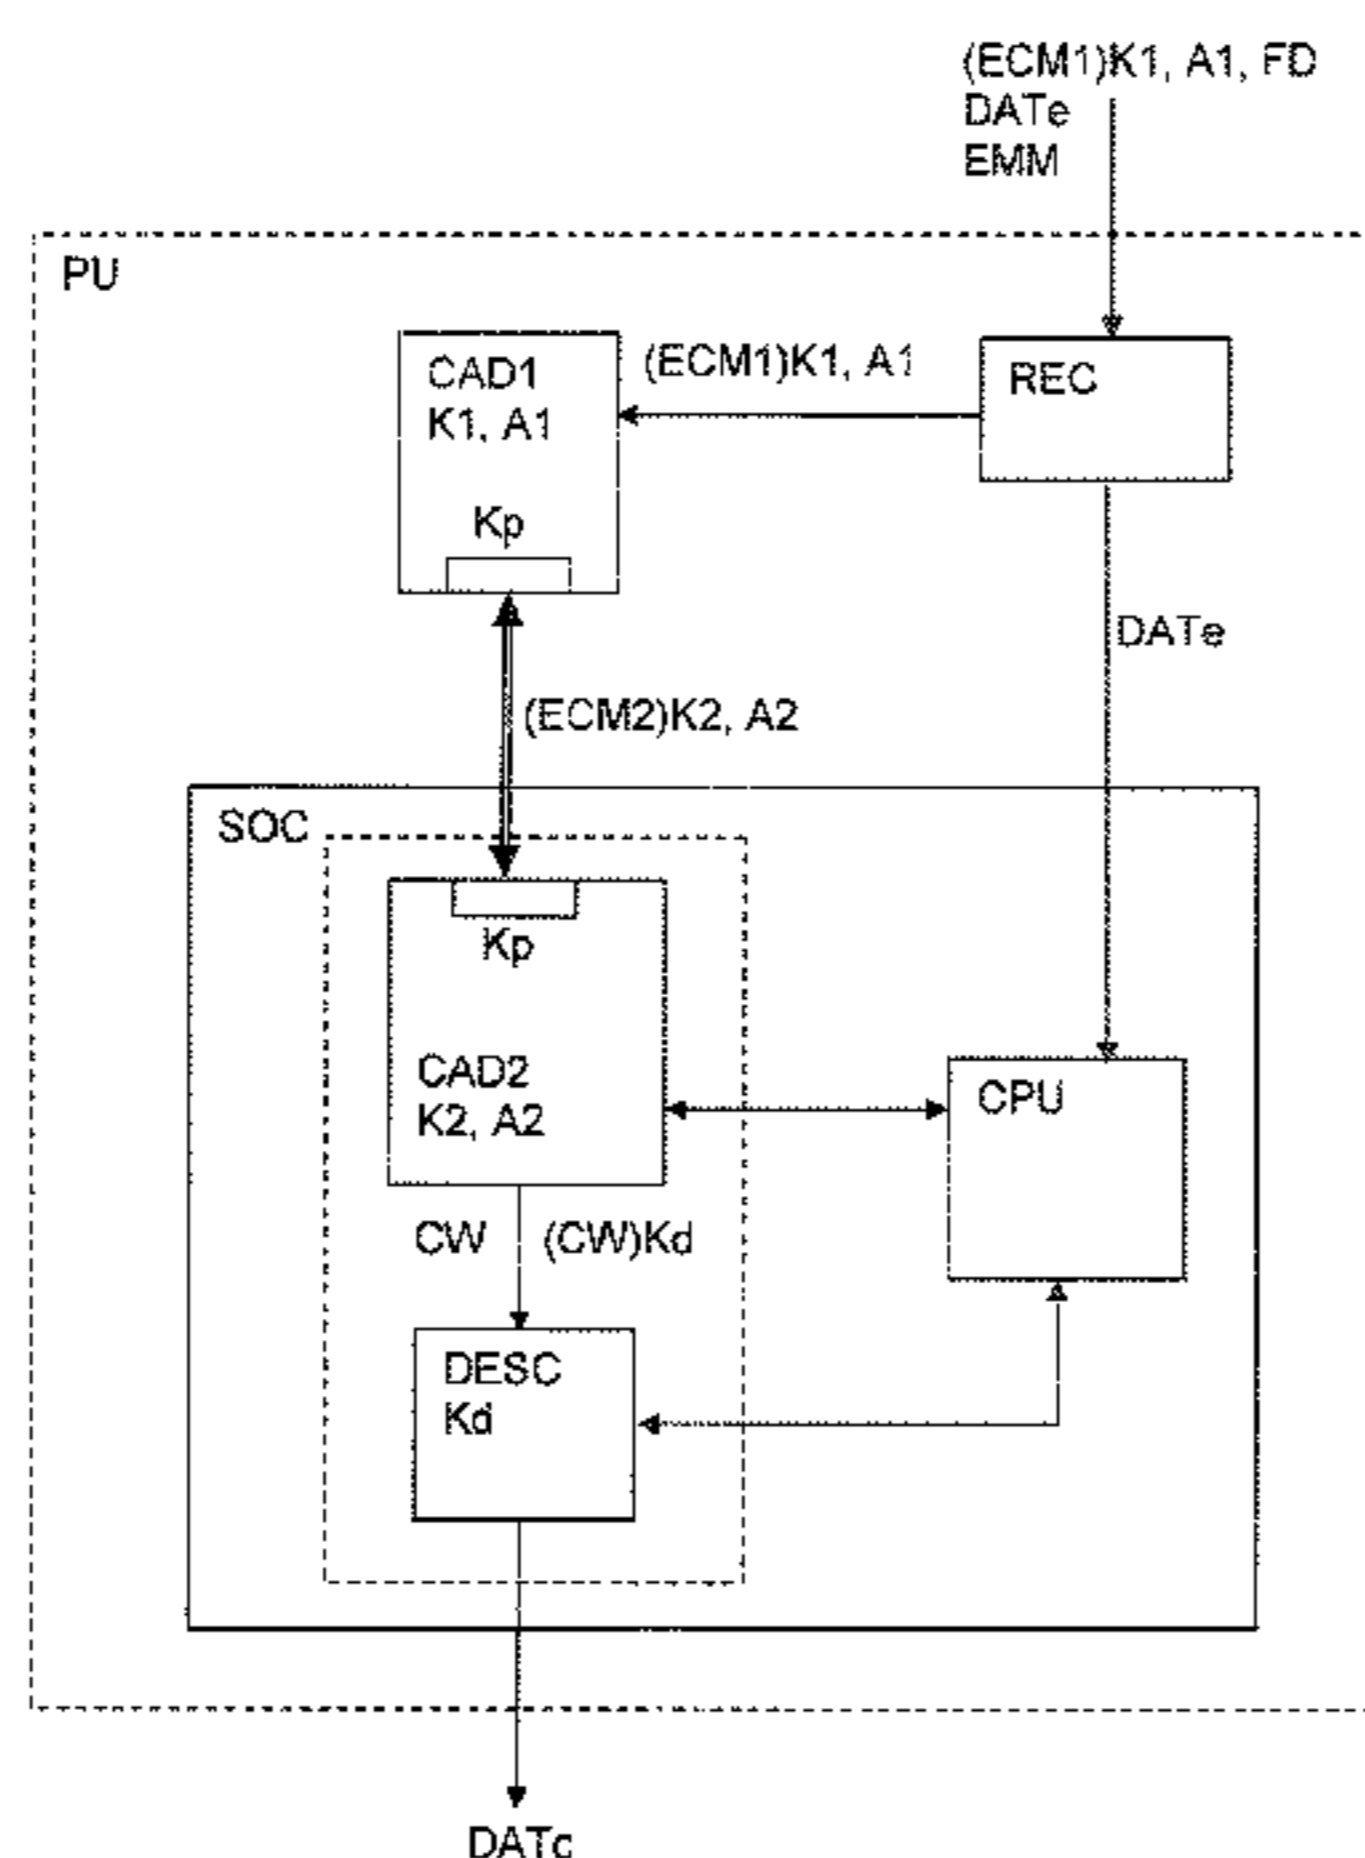 (ECM1)K1, A1, FD
DATe
EMM
PU
CAD1
K1, A1
Kp
(ECM1)K1, A1
REC
DATe
(ECM2)K2, A2
SOC
Kp
CAD2
K2, A2
CPU
CW (CW)Kd
DESC
Kd
DATc